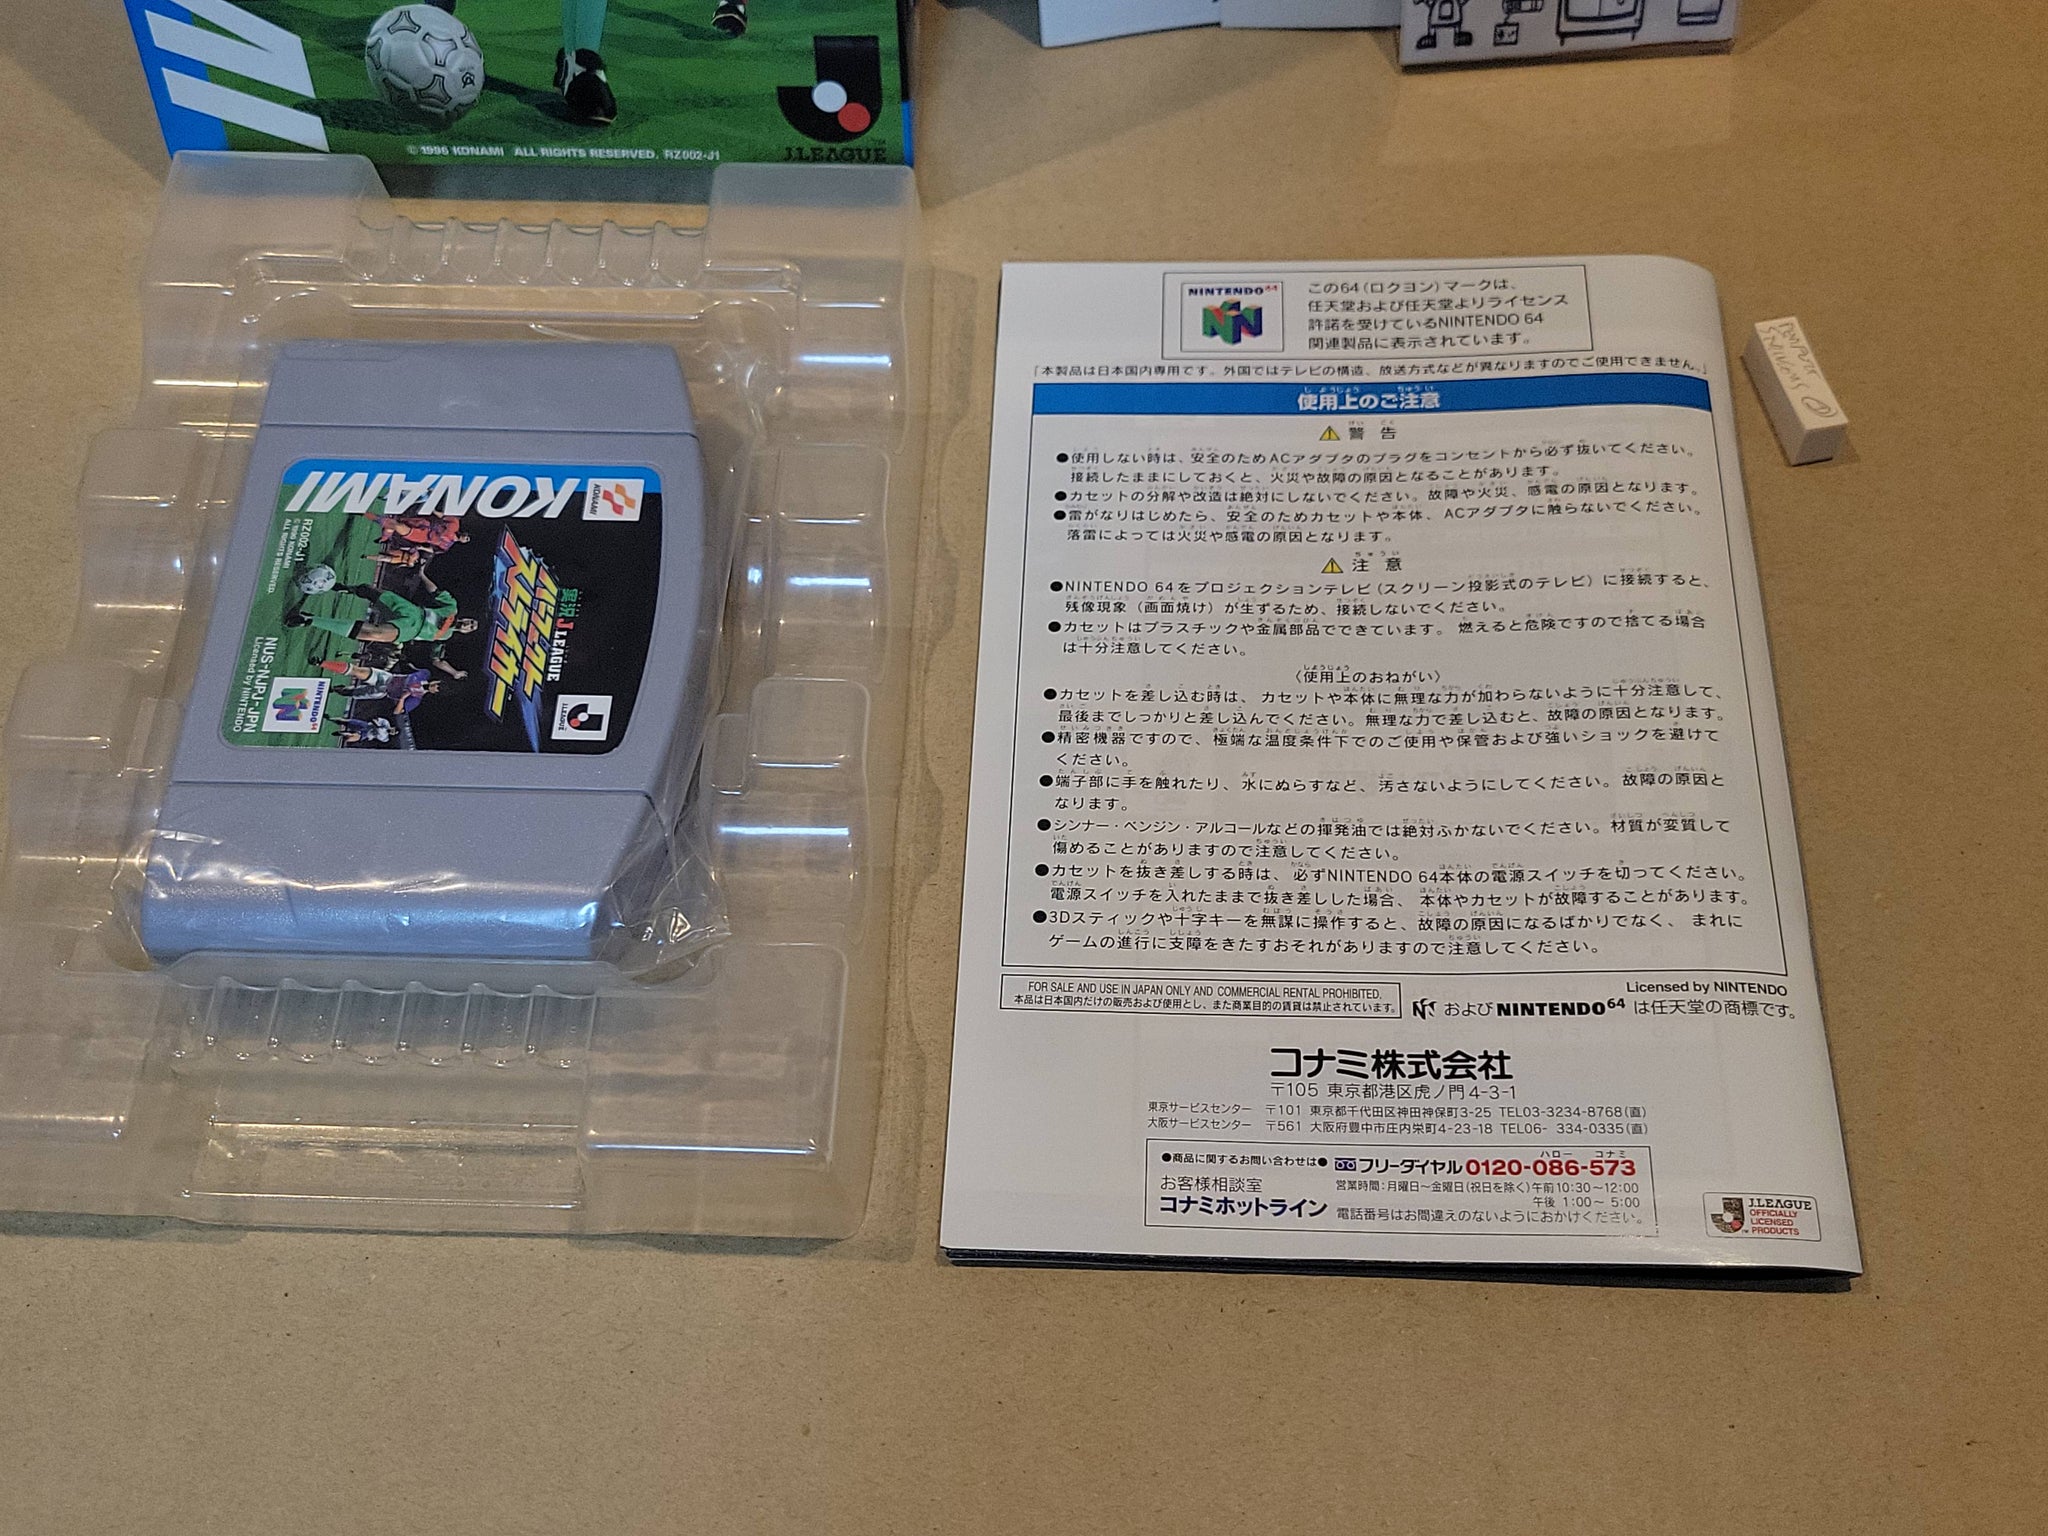 © 1996 KONAMI ALL RIGHTS RESERVED. RZ002-J1
J.LEAGUE
KONAMI
KONAMI
実況 J.LEAGUE
パーフェクト
ストライカー
J.LEAGUE
RZ002-J1
© 1996 KONAMI
ALL RIGHTS RESERVED.
NINTENDO 64
NUS-NJPJ-JPN
Licensed by NINTENDO
NINTENDO 64
この64(ロクヨン)マークは、
任天堂および任天堂よりライセンス
許諾を受けているNINTENDO 64
関連製品に表示されています。
「本製品は日本国内専用です。外国ではテレビの構造、放送方式などが異なりますのでご使用できません。」
使用上のご注意
警告
●使用しない時は、安全のためACアダプタのプラグをコンセントから必ず抜いてください。
接続したままにしておくと、火災や故障の原因となることがあります。
●カセットの分解や改造は絶対にしないでください。故障や火災、感電の原因となります。
●雷がなりはじめたら、安全のためカセットや本体、ACアダプタに触らないでください。
落雷によっては火災や感電の原因となります。
注意
●NINTENDO 64をプロジェクションテレビ(スクリーン投影式のテレビ)に接続すると、
残像現象(画面焼け)が生ずるため、接続しないでください。
●カセットはプラスチックや金属部品でできています。燃えると危険ですので捨てる場合
は十分注意してください。
〈使用上のおねがい〉
●カセットを差し込む時は、カセットや本体に無理な力が加わらないように十分注意して、
最後までしっかりと差し込んでください。無理な力で差し込むと、故障の原因となります。
●精密機器ですので、極端な温度条件下でのご使用や保管および強いショックを避けて
ください。
●端子部に手を触れたり、水にぬらすなど、汚さないようにしてください。故障の原因と
なります。
●シンナー・ベンジン・アルコールなどの揮発油では絶対ふかないでください。材質が変質して
傷めることがありますので注意してください。
●カセットを抜き差しする時は、必ずNINTENDO 64本体の電源スイッチを切ってください。
電源スイッチを入れたままで抜き差しした場合、本体やカセットが故障することがあります。
●3Dスティックや十字キーを無謀に操作すると、故障の原因になるばかりでなく、まれに
ゲームの進行に支障をきたすおそれがありますので注意してください。
FOR SALE AND USE IN JAPAN ONLY AND COMMERCIAL RENTAL PROHIBITED.
本品は日本国内だけの販売および使用とし、また商業目的の賃貸は禁止されています。
Licensed by NINTENDO
および NINTENDO 64 は任天堂の商標です。
コナミ株式会社
〒105 東京都港区虎ノ門4-3-1
東京サービスセンター 〒101 東京都千代田区神田神保町3-25 TEL03-3234-8768(直)
大阪サービスセンター 〒561 大阪府豊中市庄内栄町4-23-18 TEL06- 334-0335(直)
ハロー コナミ
●商品に関するお問い合わせは● フリーダイヤル 0120-086-573
お客様相談室 営業時間:月曜日～金曜日(祝日を除く)午前10:30～12:00
午後 1:00～ 5:00
コナミホットライン 電話番号はお間違えのないようにおかけください。
J.LEAGUE
OFFICIALLY
LICENSED
PRODUCTS